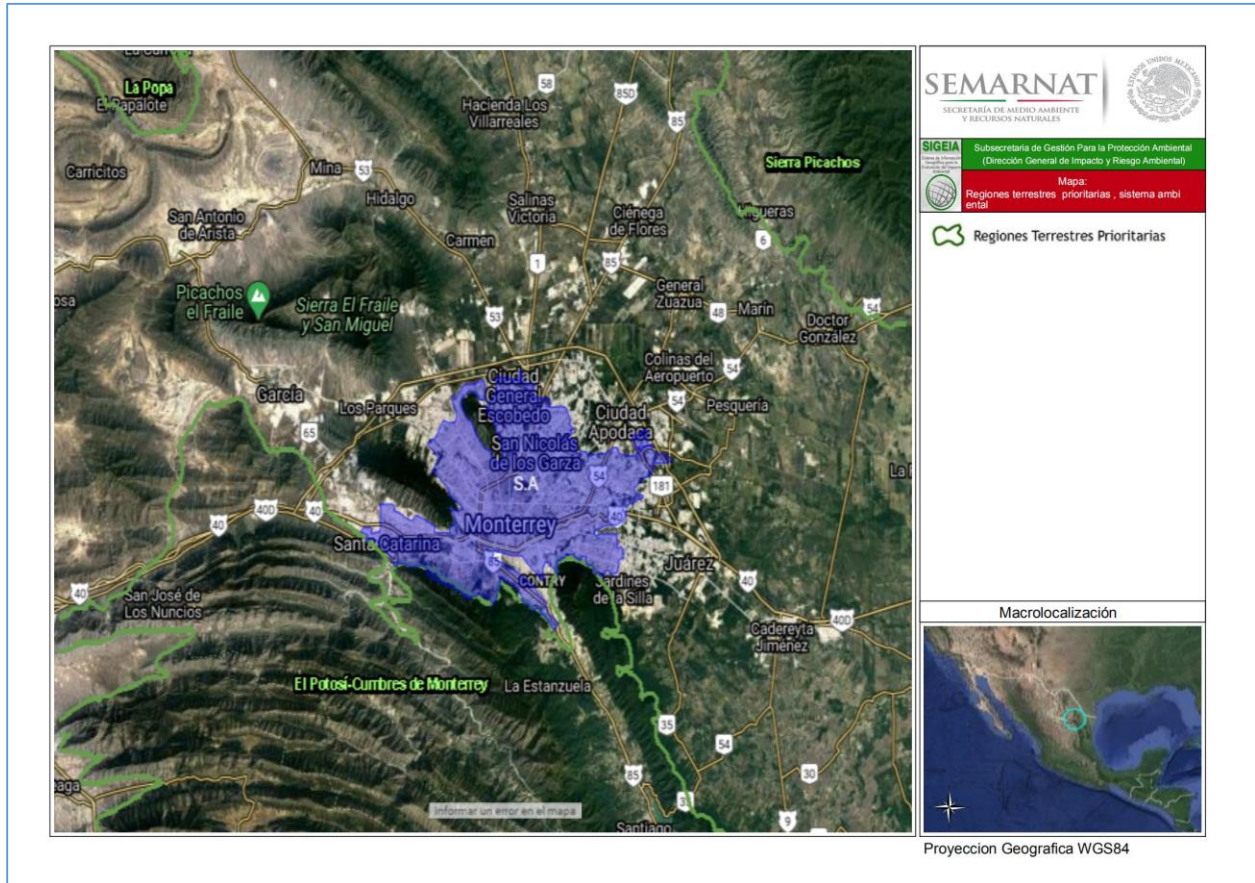 La Popa
El Papalote
Carricitos
Mina
53
Hidalgo
San Antonio
de Arista
Hacienda Los
Villarreales
58
85D
85
Sierra Picachos
Salinas
Victoria
Ciénega
de Flores
Higueras
6
Carmen
1
85
Picachos
el Fraile
Sierra El Fraile
y San Miguel
53
General
Zuazua
48
Marín
54
Doctor
González
Colinas del
Aeropuerto
54
García
Los Parques
Ciudad
General
Escobedo
Ciudad
Apodaca
54
Pesquería
65
San Nicolás
de los Garza
S.A
54
181
40
40D
40
40
Monterrey
40
Santa Catarina
85
CONTRY
Jardines
de la Silla
Juárez
40
40
San José de
Los Nuncios
Cadereyta
Jiménez
40D
El Potosí-Cumbres de Monterrey
La Estanzuela
35
54
85
30
9
Informar un error en el mapa
Santiago
SEMARNAT
SECRETARÍA DE MEDIO AMBIENTE
Y RECURSOS NATURALES
ESTADOS UNIDOS MEXICANOS
SIGEIA
Subsecretaria de Gestión Para la Protección Ambiental
(Dirección General de Impacto y Riesgo Ambiental)
Mapa:
Regiones terrestres prioritarias , sistema ambi
ental
Regiones Terrestres Prioritarias
Macrolocalización
Proyeccion Geografica WGS84